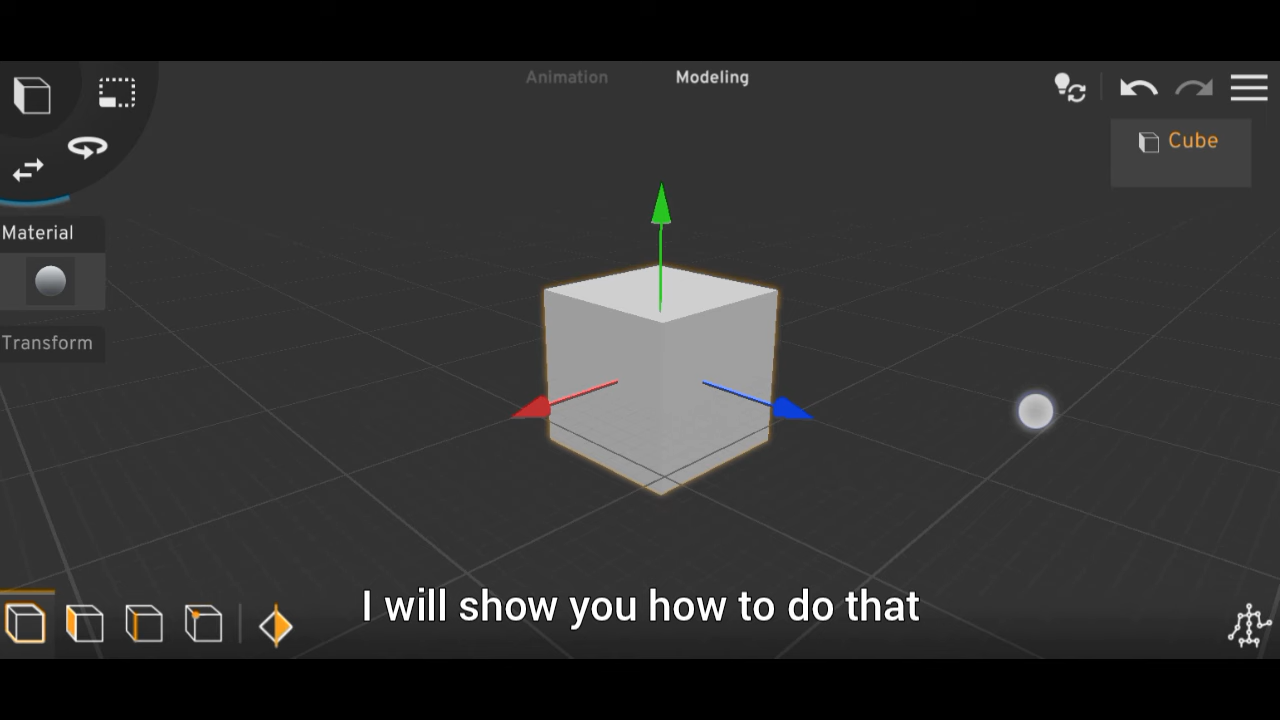 Animation
Modeling
Cube
Material
Transform
I will show you how to do that